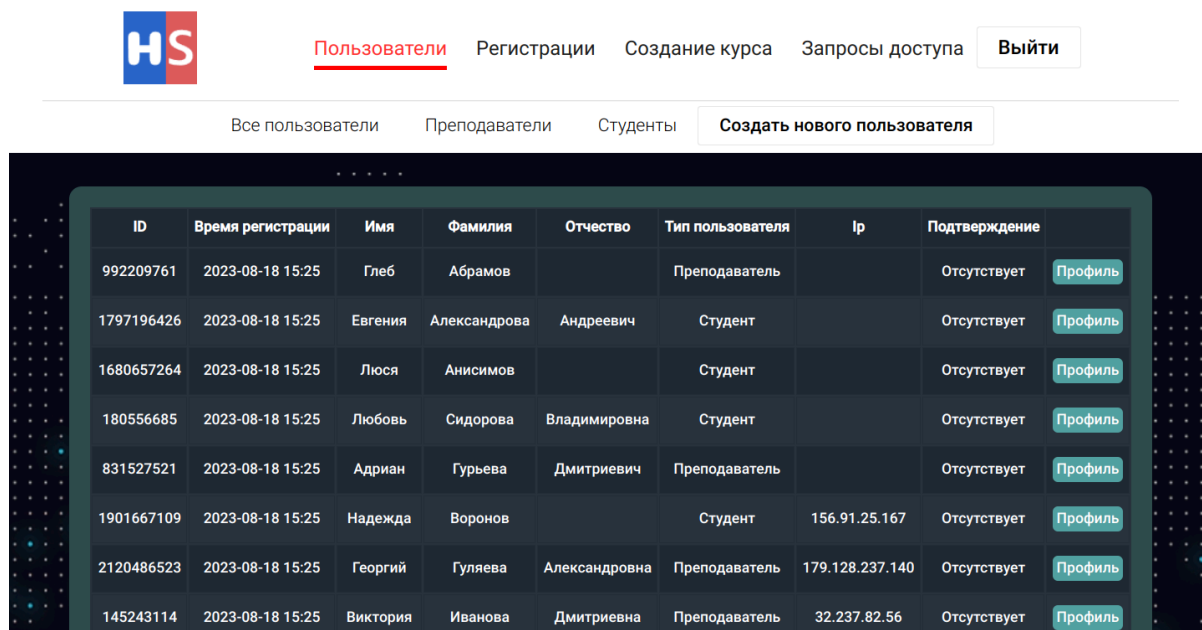 HS
Пользователи Регистрации Создание курса Запросы доступа Выйти
Все пользователи Преподаватели Студенты Создать нового пользователя
ID Время регистрации Имя Фамилия Отчество Тип пользователя Ip Подтверждение
992209761 2023-08-18 15:25 Глеб Абрамов Преподаватель Отсутствует Профиль
1797196426 2023-08-18 15:25 Евгения Александрова Андреевич Студент Отсутствует Профиль
1680657264 2023-08-18 15:25 Люся Анисимов Студент Отсутствует Профиль
180556685 2023-08-18 15:25 Любовь Сидорова Владимировна Студент Отсутствует Профиль
831527521 2023-08-18 15:25 Адриан Гурьева Дмитриевич Преподаватель Отсутствует Профиль
1901667109 2023-08-18 15:25 Надежда Воронов Студент 156.91.25.167 Отсутствует Профиль
2120486523 2023-08-18 15:25 Георгий Гуляева Александровна Преподаватель 179.128.237.140 Отсутствует Профиль
145243114 2023-08-18 15:25 Виктория Иванова Дмитриевна Преподаватель 32.237.82.56 Отсутствует Профиль